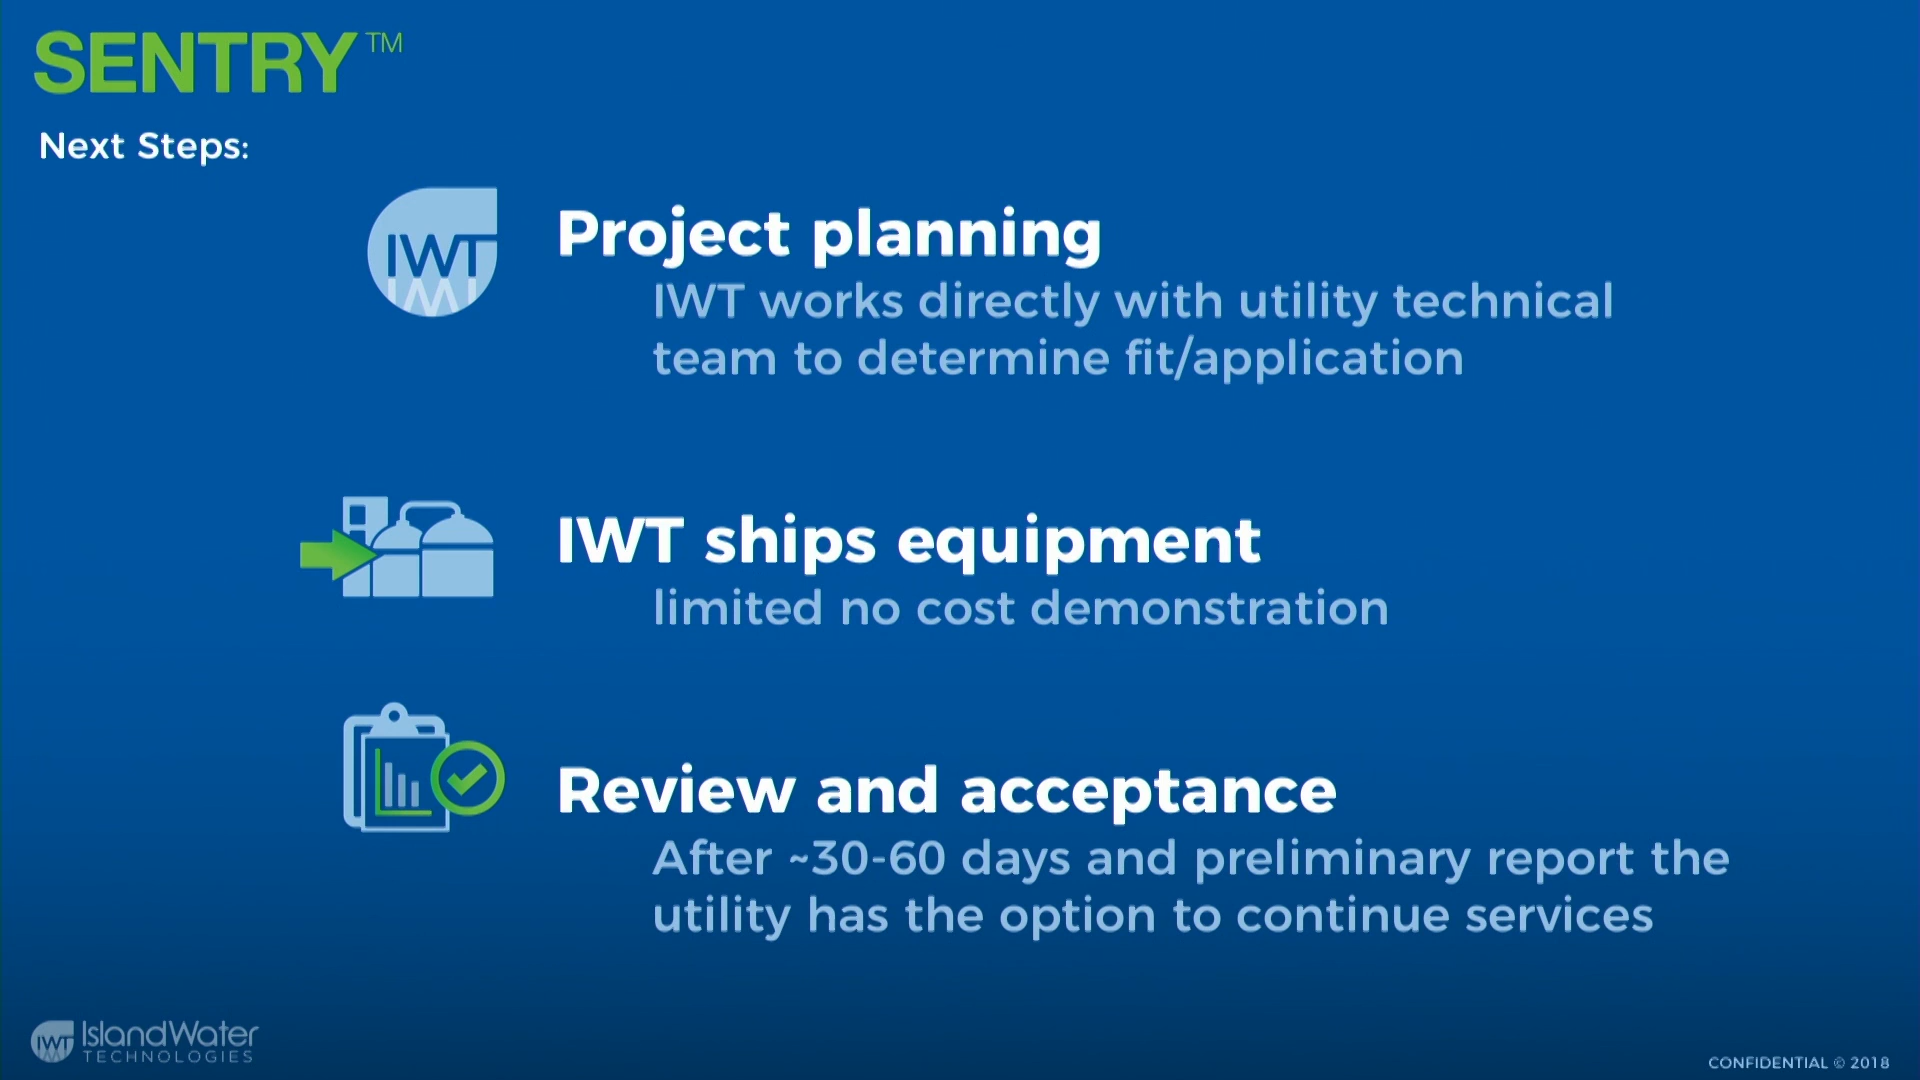 SENTRY™
Next Steps:
IWT
Project planning
IWT works directly with utility technical
team to determine fit/application
IWT ships equipment
limited no cost demonstration
Review and acceptance
After ~30-60 days and preliminary report the
utility has the option to continue services
IWT IslandWater
TECHNOLOGIES
CONFIDENTIAL © 2018